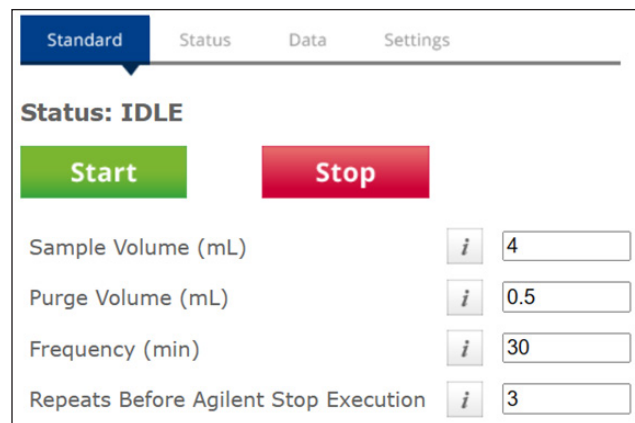 Standard Status Data Settings
Status: IDLE
Start Stop
Sample Volume (mL) i 4
Purge Volume (mL) i 0.5
Frequency (min) i 30
Repeats Before Agilent Stop Execution i 3